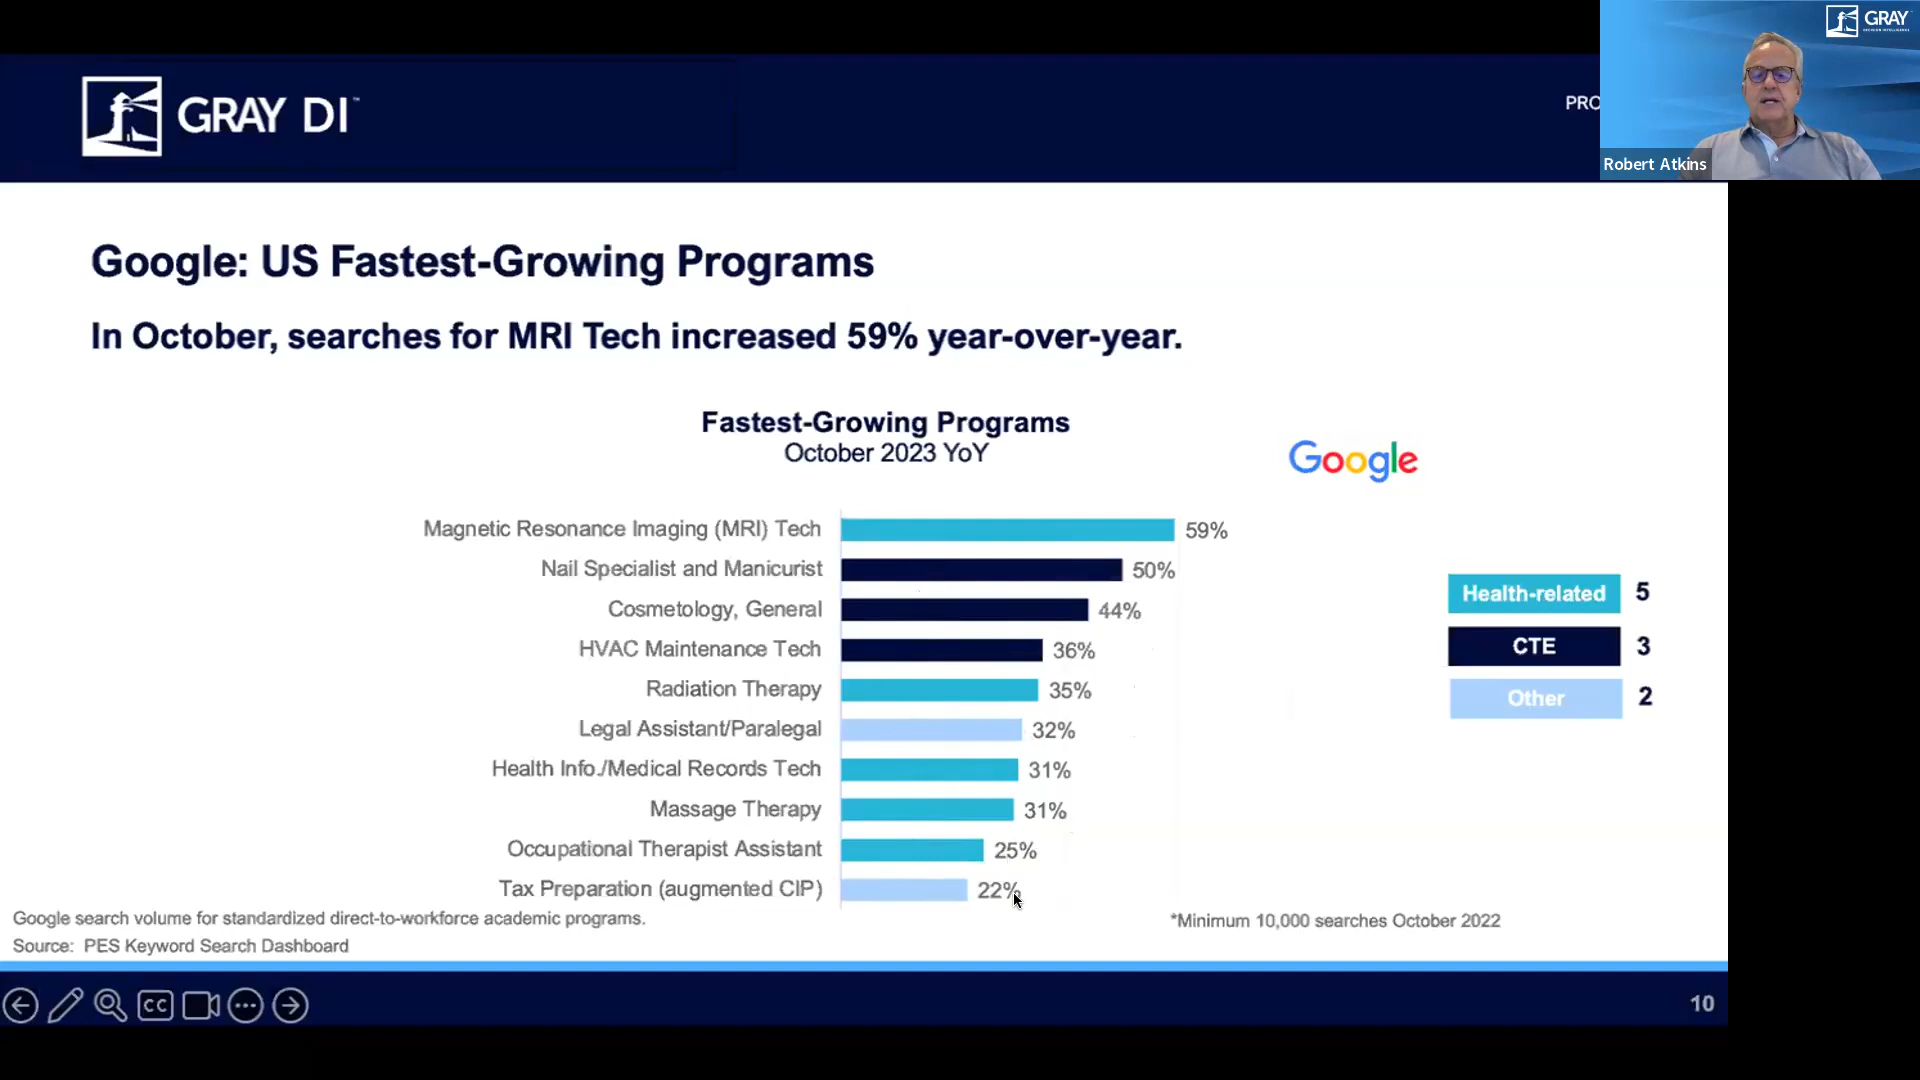 GRAY DI™
PRO
GRAY
Robert Atkins
Google: US Fastest-Growing Programs
In October, searches for MRI Tech increased 59% year-over-year.
Fastest-Growing Programs
October 2023 YoY
Google
Magnetic Resonance Imaging (MRI) Tech 59%
Nail Specialist and Manicurist 50%
Cosmetology, General 44%
HVAC Maintenance Tech 36%
Radiation Therapy 35%
Legal Assistant/Paralegal 32%
Health Info./Medical Records Tech 31%
Massage Therapy 31%
Occupational Therapist Assistant 25%
Tax Preparation (augmented CIP) 22%
Health-related 5
CTE 3
Other 2
Google search volume for standardized direct-to-workforce academic programs.
*Minimum 10,000 searches October 2022
Source: PES Keyword Search Dashboard
CC
10